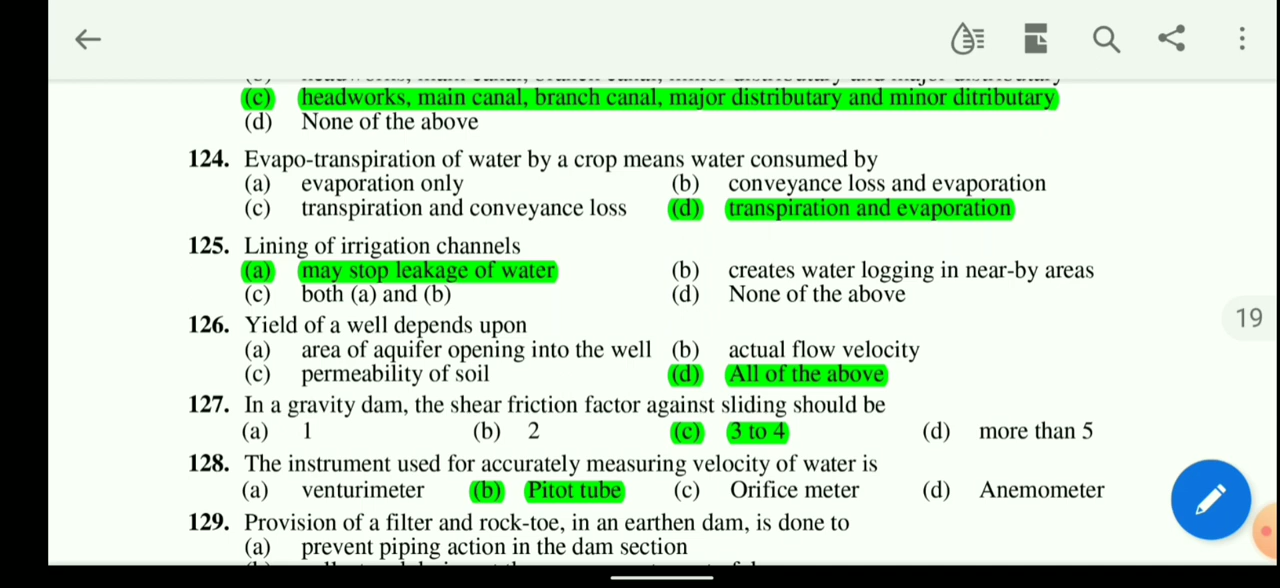 (c) headworks, main canal, branch canal, major distributary and minor ditributary
(d) None of the above
124. Evapo-transpiration of water by a crop means water consumed by
(a) evaporation only (b) conveyance loss and evaporation
(c) transpiration and conveyance loss (d) transpiration and evaporation
125. Lining of irrigation channels
(a) may stop leakage of water (b) creates water logging in near-by areas
(c) both (a) and (b) (d) None of the above
126. Yield of a well depends upon
(a) area of aquifer opening into the well (b) actual flow velocity
(c) permeability of soil (d) All of the above
19
127. In a gravity dam, the shear friction factor against sliding should be
(a) 1 (b) 2 (c) 3 to 4 (d) more than 5
128. The instrument used for accurately measuring velocity of water is
(a) venturimeter (b) Pitot tube (c) Orifice meter (d) Anemometer
129. Provision of a filter and rock-toe, in an earthen dam, is done to
(a) prevent piping action in the dam section